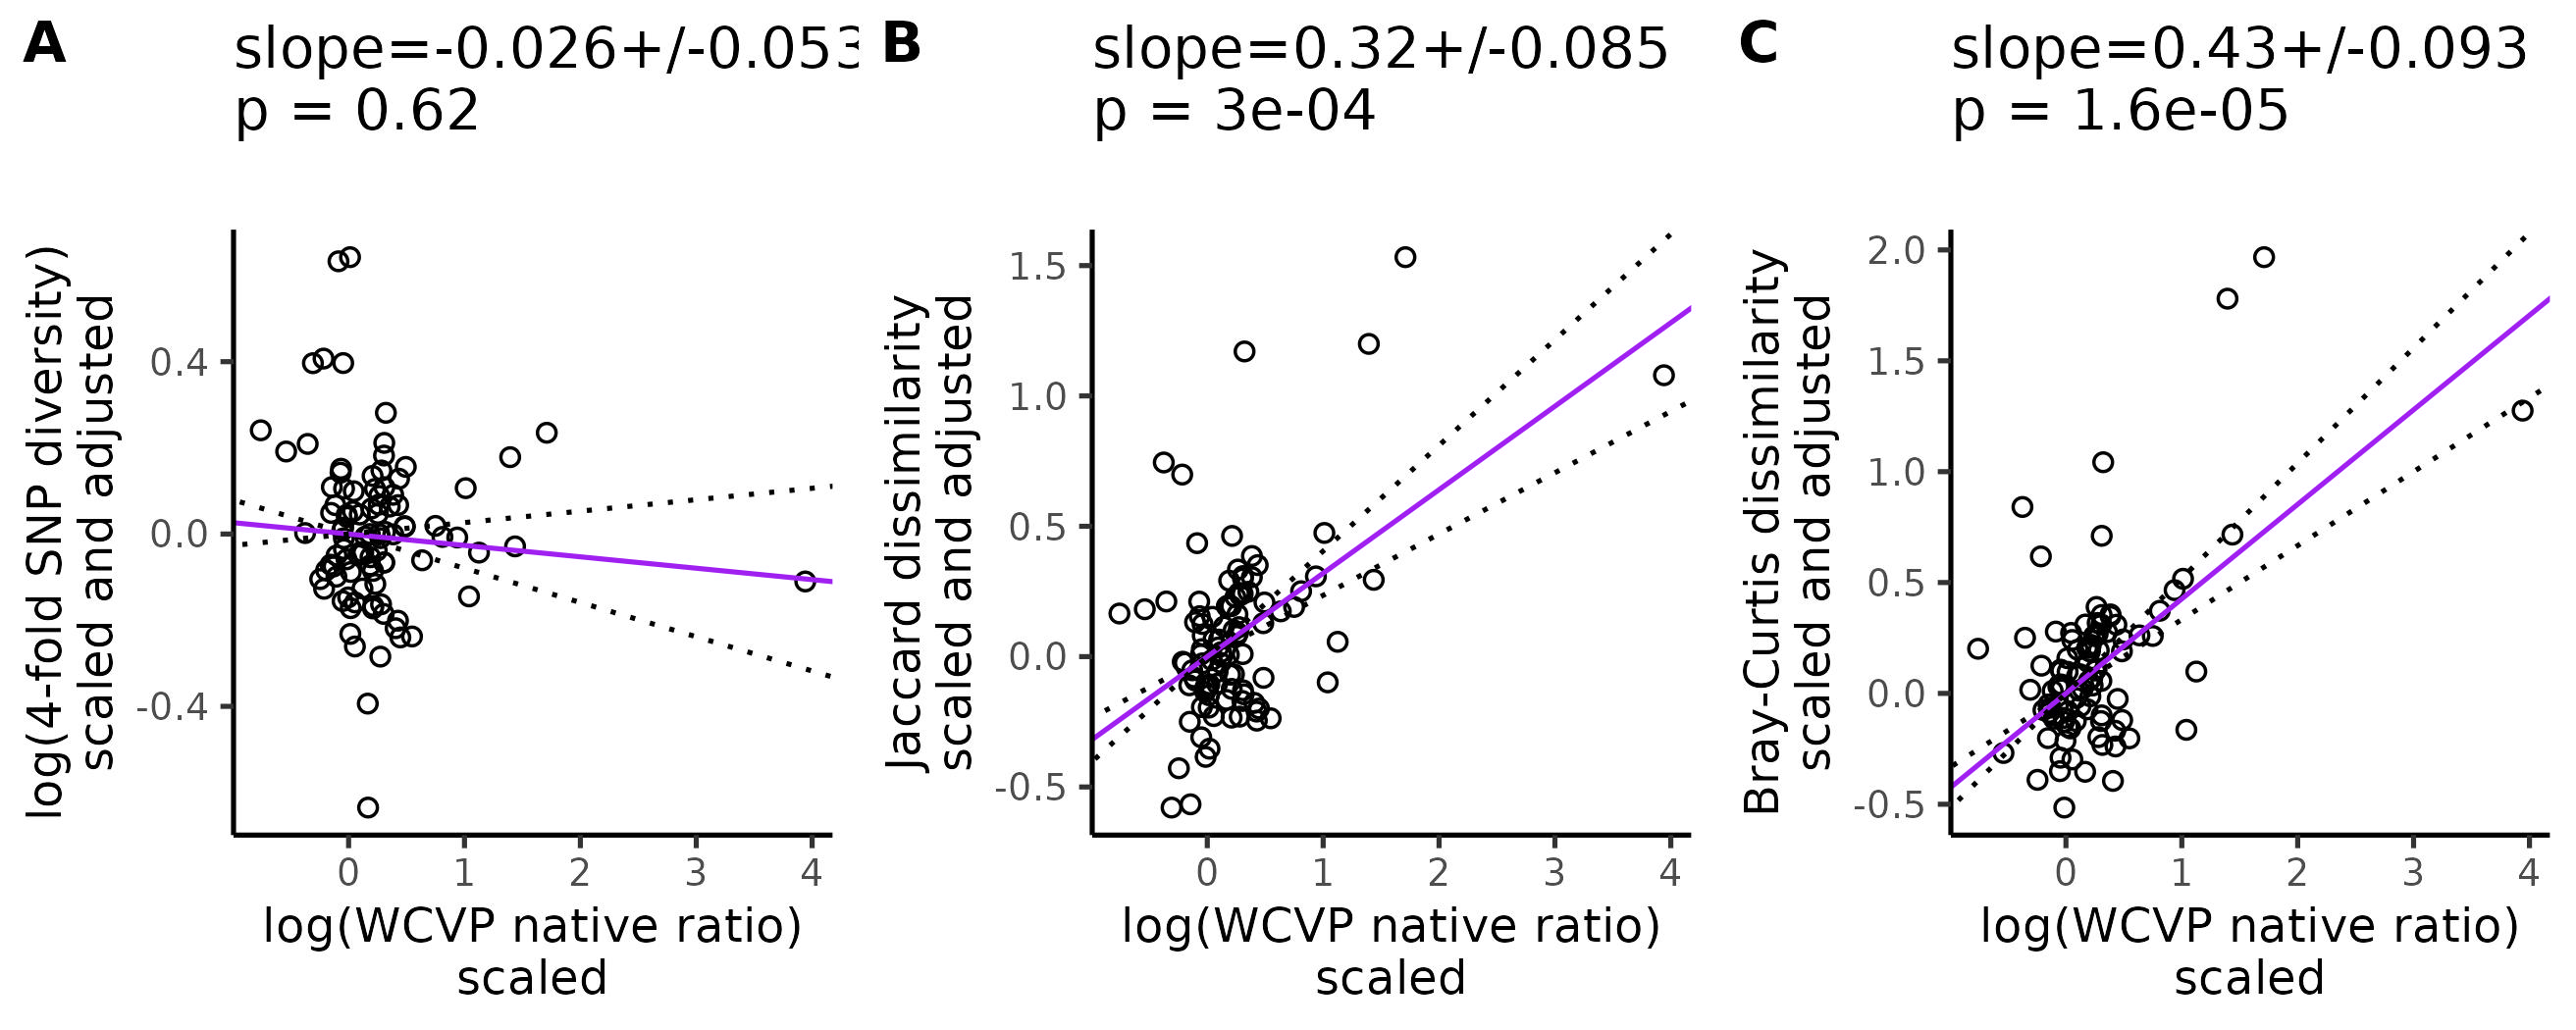 A
slope=-0.026+/-0.053
p = 0.62
log(4-fold SNP diversity)
scaled and adjusted
0.4
0.0
-0.4
0 1 2 3 4
log(WCVP native ratio)
scaled
B
slope=0.32+/-0.085
p = 3e-04
Jaccard dissimilarity
scaled and adjusted
1.5
1.0
0.5
0.0
-0.5
0 1 2 3 4
log(WCVP native ratio)
scaled
C
slope=0.43+/-0.093
p = 1.6e-05
Bray-Curtis dissimilarity
scaled and adjusted
2.0
1.5
1.0
0.5
0.0
-0.5
0 1 2 3 4
log(WCVP native ratio)
scaled